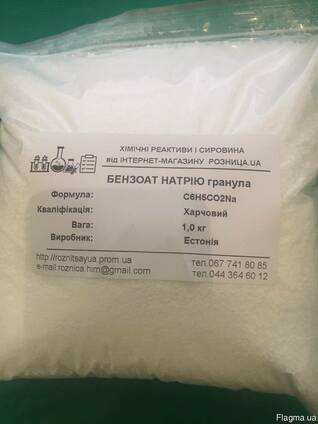 ХІМІЧНІ РЕАКТИВИ І СИРОВИНА
від ІНТЕРНЕТ-МАГАЗИНУ РОЗНИЦА.UA
БЕНЗОАТ НАТРІЮ гранула
Формула: C6H5CO2Na
Кваліфікація: Харчовий
Вага: 1,0 кг
Виробник: Естонія
http://roznitsayua.prom.ua тел.067 741 80 85
e-mail.roznica.him@gmail.com тел.044 364 60 12
Flagma.ua